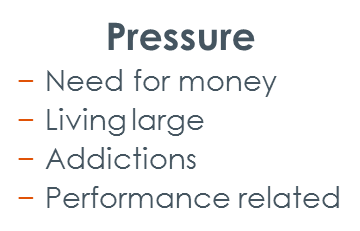 Pressure
– Need for money
– Living large
– Addictions
– Performance related